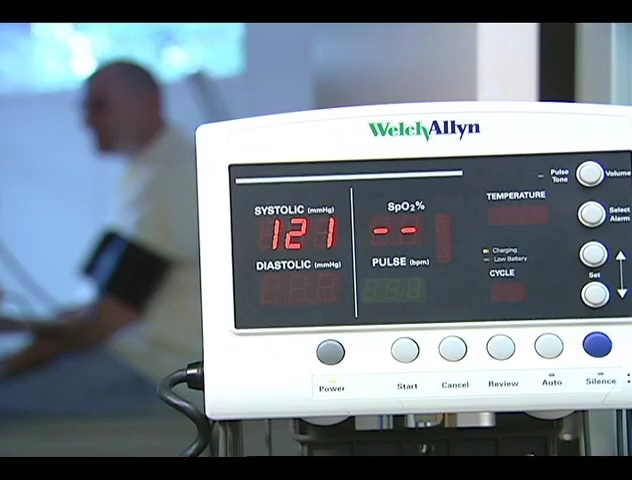 WelchAllyn
Pulse Tone
Volume
SYSTOLIC (mmHg)
SpO2%
TEMPERATURE
121
--
Select Alarm
DIASTOLIC (mmHg)
PULSE (bpm)
Charging
Low Battery
CYCLE
Set
Power
Start
Cancel
Review
Auto
Silence